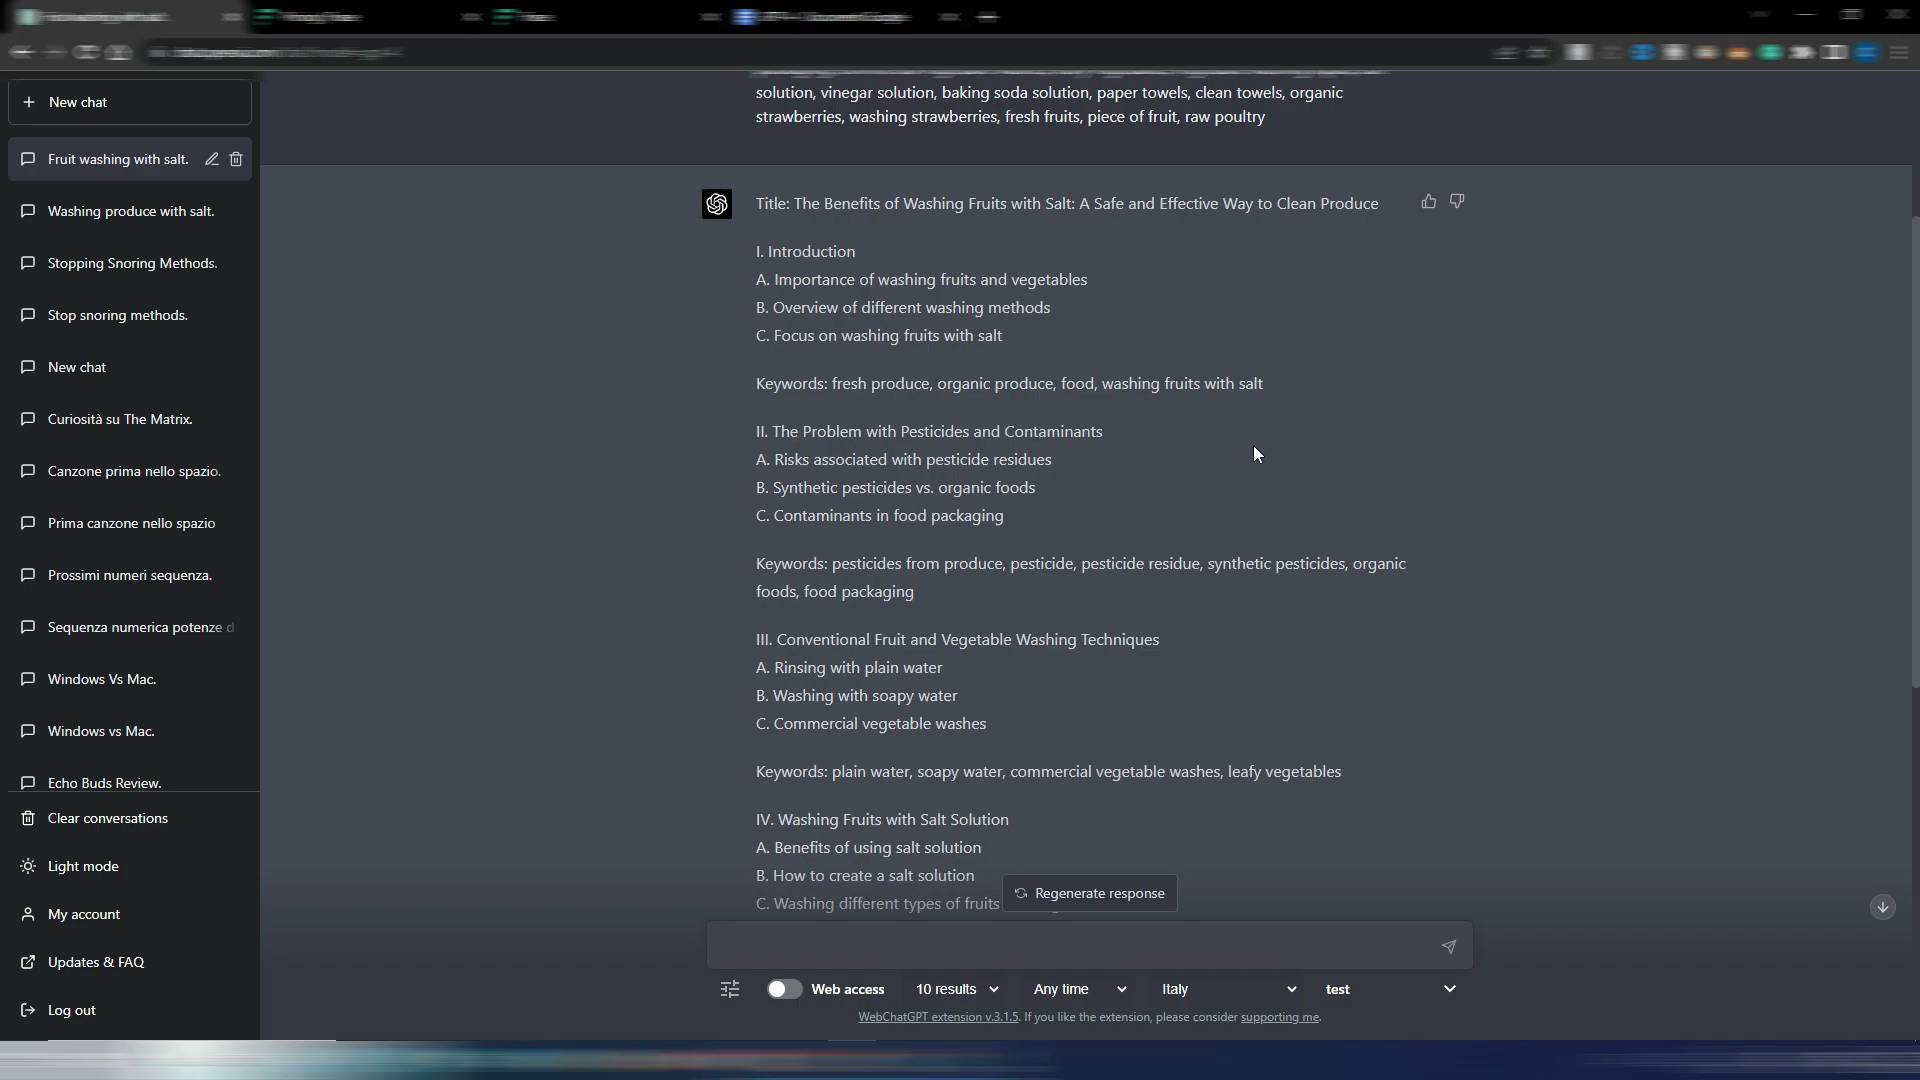 New chat
Fruit washing with salt.
Washing produce with salt.
Stopping Snoring Methods.
Stop snoring methods.
New chat
Curiosità su The Matrix.
Canzone prima nello spazio.
Prima canzone nello spazio
Prossimi numeri sequenza.
Sequenza numerica potenze d
Windows Vs Mac.
Windows vs Mac.
Echo Buds Review.
Clear conversations
Light mode
My account
Updates & FAQ
Log out
solution, vinegar solution, baking soda solution, paper towels, clean towels, organic
strawberries, washing strawberries, fresh fruits, piece of fruit, raw poultry
Title: The Benefits of Washing Fruits with Salt: A Safe and Effective Way to Clean Produce
I. Introduction
A. Importance of washing fruits and vegetables
B. Overview of different washing methods
C. Focus on washing fruits with salt
Keywords: fresh produce, organic produce, food, washing fruits with salt
II. The Problem with Pesticides and Contaminants
A. Risks associated with pesticide residues
B. Synthetic pesticides vs. organic foods
C. Contaminants in food packaging
Keywords: pesticides from produce, pesticide, pesticide residue, synthetic pesticides, organic
foods, food packaging
III. Conventional Fruit and Vegetable Washing Techniques
A. Rinsing with plain water
B. Washing with soapy water
C. Commercial vegetable washes
Keywords: plain water, soapy water, commercial vegetable washes, leafy vegetables
IV. Washing Fruits with Salt Solution
A. Benefits of using salt solution
B. How to create a salt solution
C. Washing different types of fruits
Regenerate response
Web access 10 results Any time Italy test
WebChatGPT extension v.3.1.5. If you like the extension, please consider supporting me.